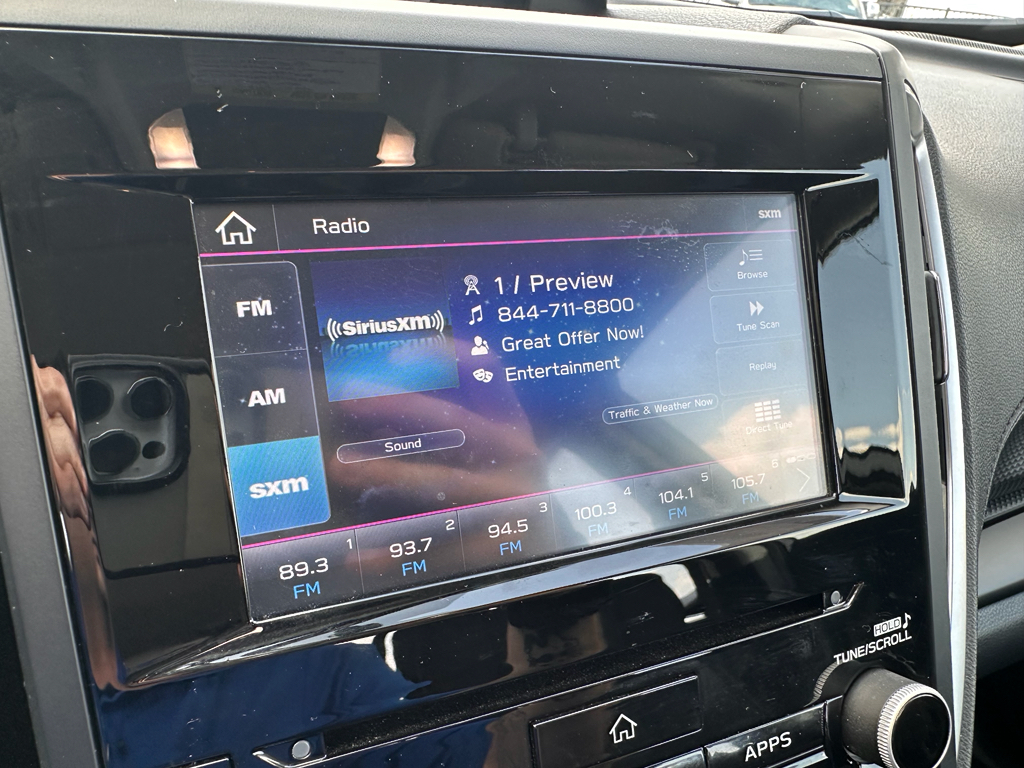 Radio
sxm
FM
AM
sxm
((SiriusXM))
1 / Preview
844-711-8800
Great Offer Now!
Entertainment
Browse
Tune Scan
Replay
Direct Tune
Traffic & Weather Now
Sound
1
89.3
FM
2
93.7
FM
3
94.5
FM
4
100.3
FM
5
104.1
FM
105.7
FM
HOLD
TUNE/SCROLL
APPS